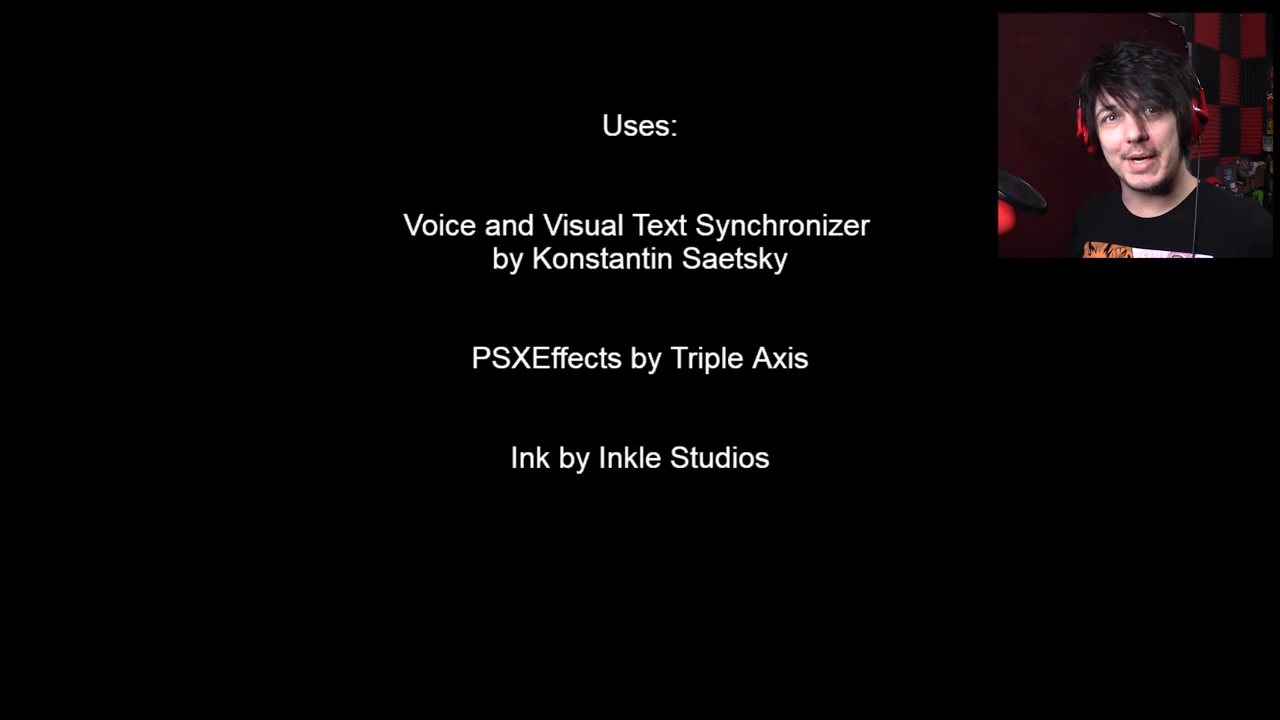 Uses:
Voice and Visual Text Synchronizer
by Konstantin Saetsky
PSXEffects by Triple Axis
Ink by Inkle Studios